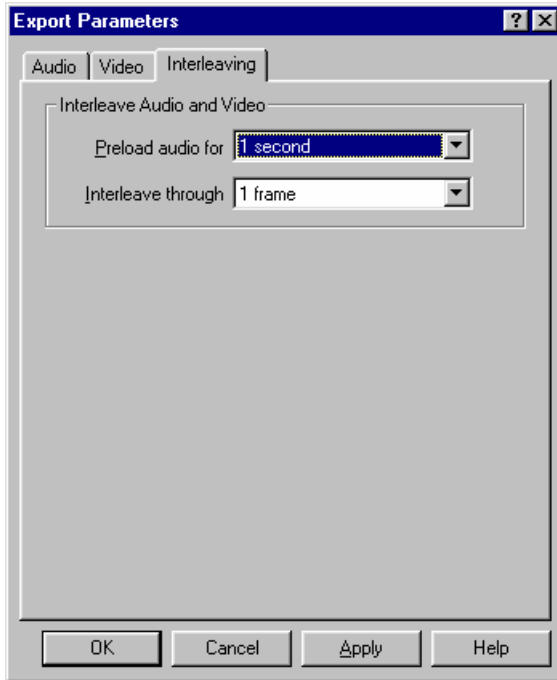 Export Parameters
Audio Video Interleaving
Interleave Audio and Video
Preload audio for 1 second
Interleave through 1 frame
OK Cancel Apply Help